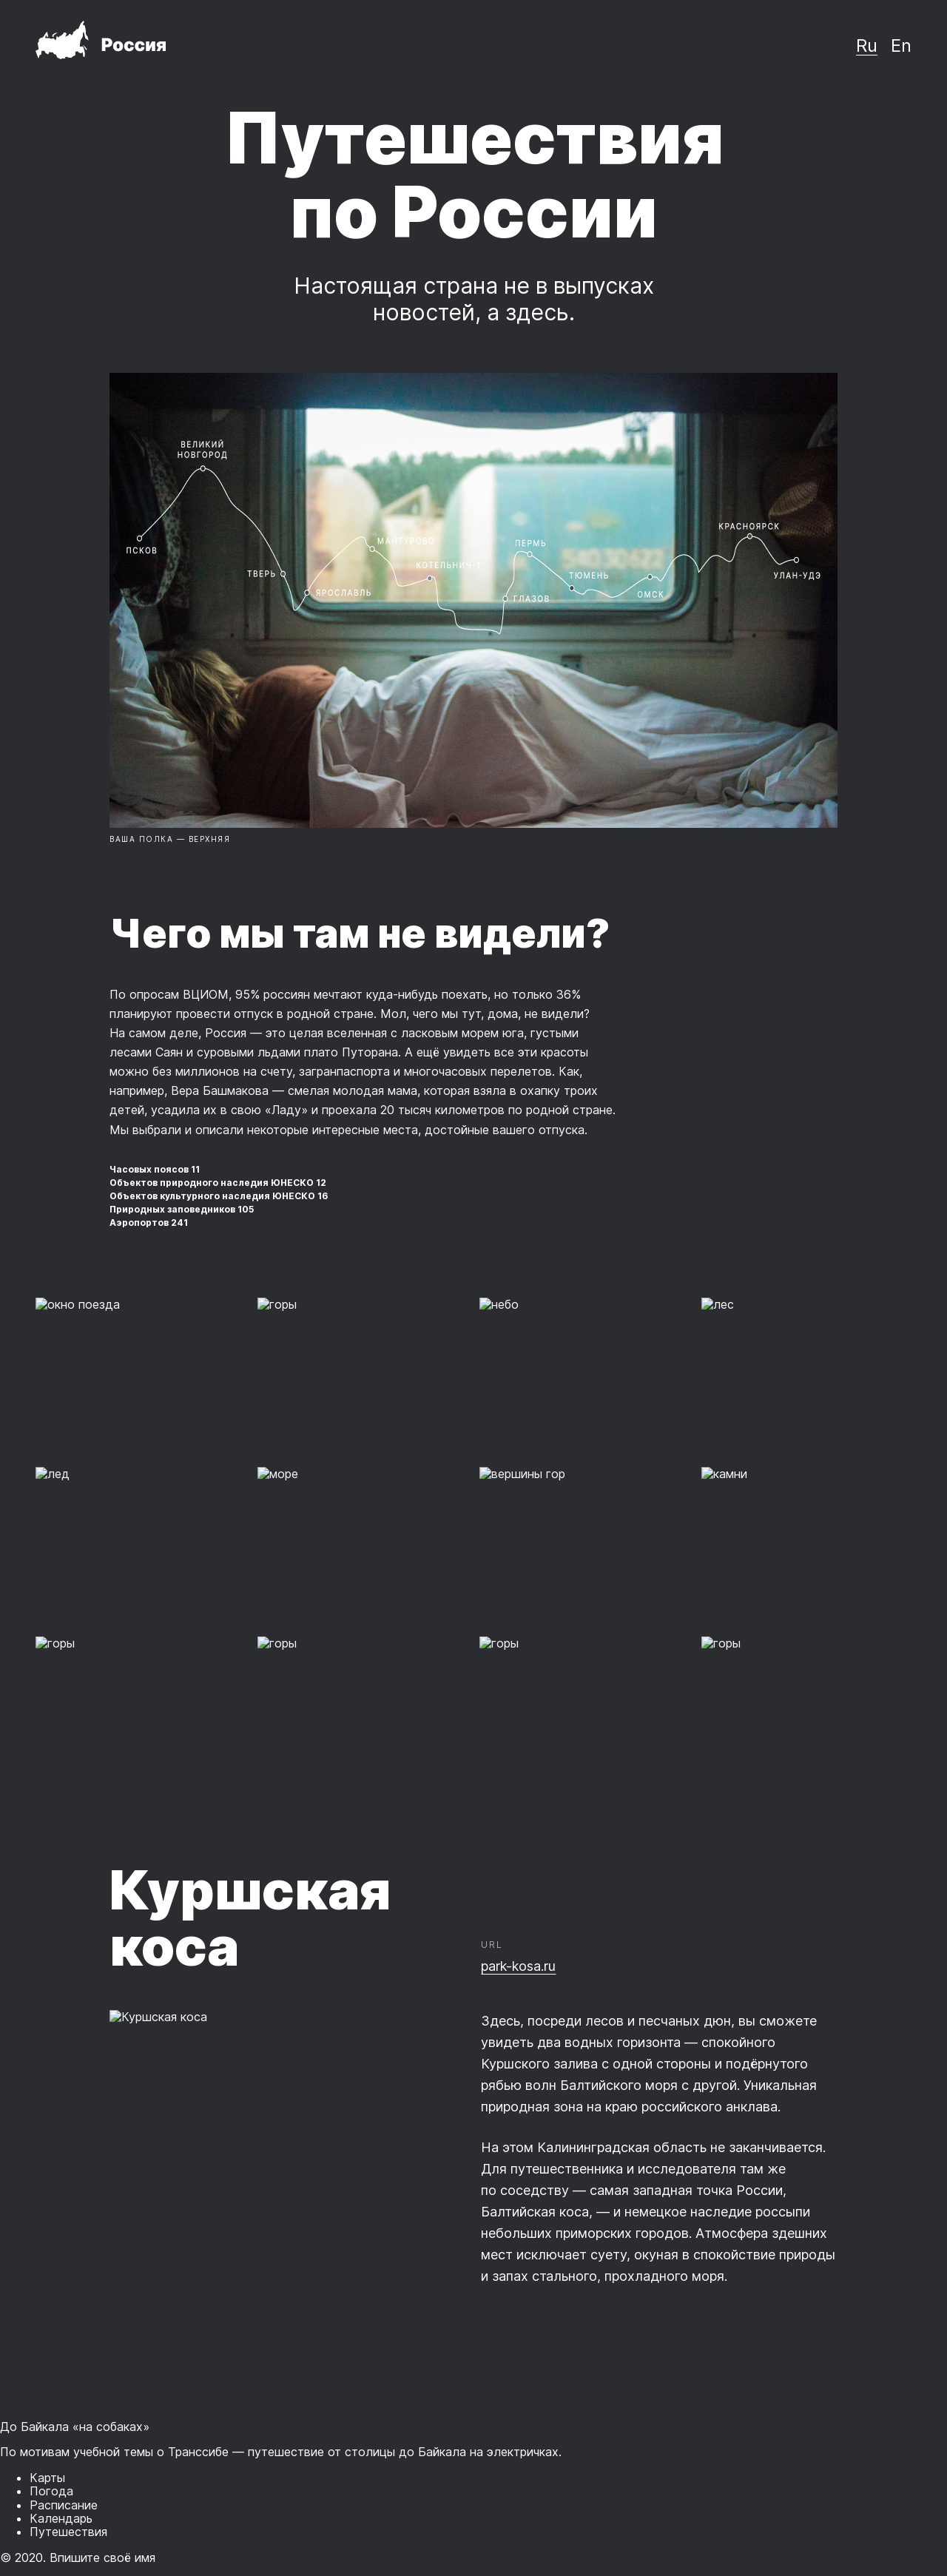 Россия
Ru En
Путешествия
по России
Настоящая страна не в выпусках
новостей, а здесь.
ВЕЛИКИЙ
НОВГОРОД
ПСКОВ
ТВЕРЬ
ЯРОСЛАВЛЬ
МАНТУРОВО
КОТЕЛЬНИЧ-1
ГЛАЗОВ
ПЕРМЬ
ТЮМЕНЬ
ОМСК
КРАСНОЯРСК
УЛАН-УДЭ
ВАША ПОЛКА — ВЕРХНЯЯ
Чего мы там не видели?
По опросам ВЦИОМ, 95% россиян мечтают куда-нибудь поехать, но только 36%
планируют провести отпуск в родной стране. Мол, чего мы тут, дома, не видели?
На самом деле, Россия — это целая вселенная с ласковым морем юга, густыми
лесами Саян и суровыми льдами плато Путорана. А ещё увидеть все эти красоты
можно без миллионов на счету, загранпаспорта и многочасовых перелетов. Как,
например, Вера Башмакова — смелая молодая мама, которая взяла в охапку троих
детей, усадила их в свою «Ладу» и проехала 20 тысяч километров по родной стране.
Мы выбрали и описали некоторые интересные места, достойные вашего отпуска.
Часовых поясов 11
Объектов природного наследия ЮНЕСКО 12
Объектов культурного наследия ЮНЕСКО 16
Природных заповедников 105
Аэропортов 241
окно поезда
горы
небо
лес
лед
море
вершины гор
камни
горы
горы
горы
горы
Куршская
коса
URL
park-kosa.ru
Куршская коса
Здесь, посреди лесов и песчаных дюн, вы сможете
увидеть два водных горизонта — спокойного
Куршского залива с одной стороны и подёрнутого
рябью волн Балтийского моря с другой. Уникальная
природная зона на краю российского анклава.
На этом Калининградская область не заканчивается.
Для путешественника и исследователя там же
по соседству — самая западная точка России,
Балтийская коса, — и немецкое наследие россыпи
небольших приморских городов. Атмосфера здешних
мест исключает суету, окуная в спокойствие природы
и запах стального, прохладного моря.
До Байкала «на собаках»
По мотивам учебной темы о Транссибе — путешествие от столицы до Байкала на электричках.
Карты
Погода
Расписание
Календарь
Путешествия
© 2020. Впишите своё имя